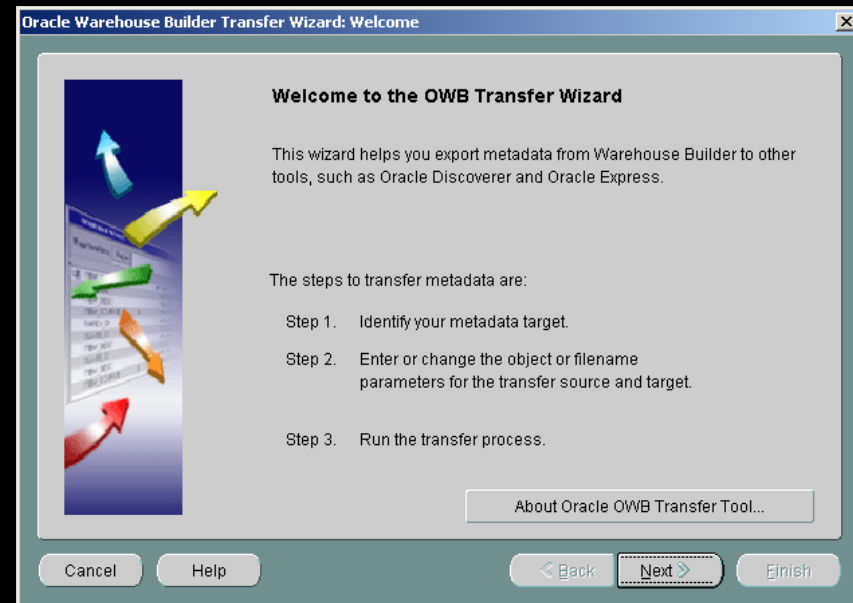 Oracle Warehouse Builder Transfer Wizard: Welcome
Welcome to the OWB Transfer Wizard
This wizard helps you export metadata from Warehouse Builder to other
tools, such as Oracle Discoverer and Oracle Express.
The steps to transfer metadata are:
Step 1. Identify your metadata target.
Step 2. Enter or change the object or filename
parameters for the transfer source and target.
Step 3. Run the transfer process.
About Oracle OWB Transfer Tool...
Cancel Help Back Next Finish